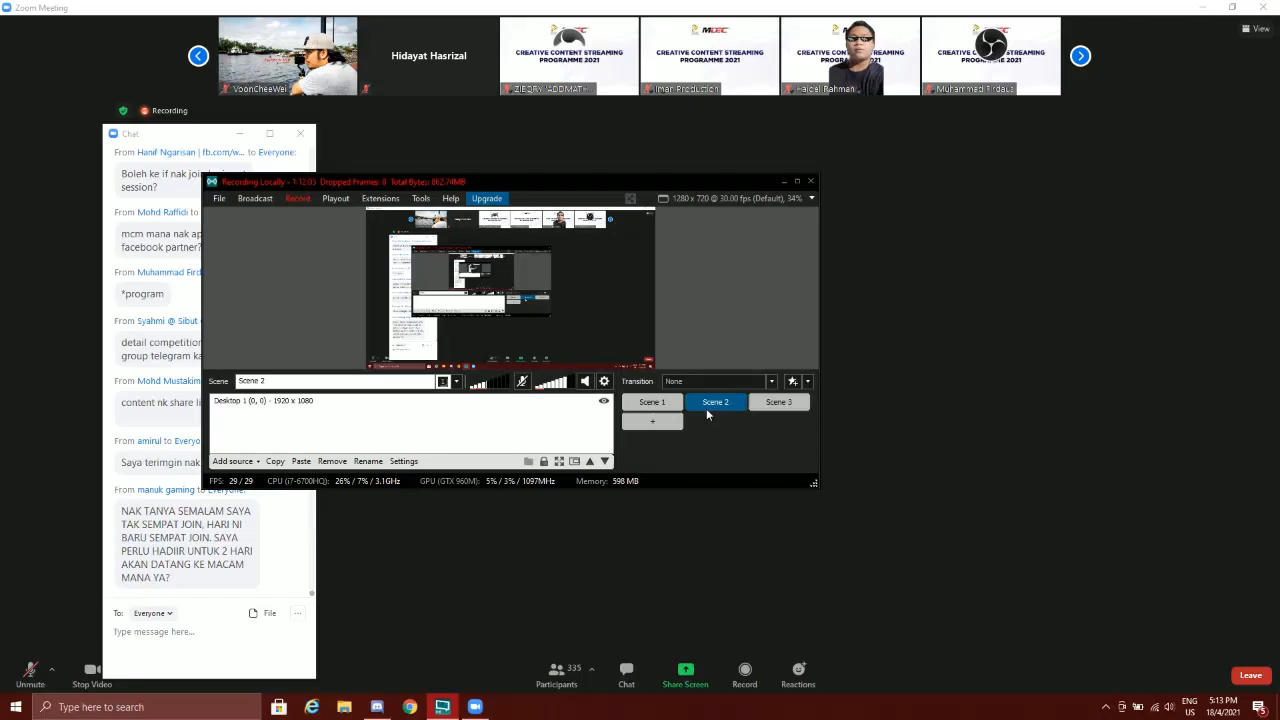 Zoom Meeting
View
VoonCheeWei
Hidayat Hasrizal
CREATIVE CONTENT STREAMING
PROGRAMME 2021
MDEC
CREATIVE CONTENT STREAMING
PROGRAMME 2021
Iman Production
CREATIVE CONTENT STREAMING
PROGRAMME 2021
Haigel Rahman
CREATIVE CONTENT STREAMING
PROGRAMME 2021
Muhammad Firdaus
Recording
Chat
From Hanif Ngarisan | fb.com/w... to Everyone:
Boleh ke if nak join
session?
From Mohd Raffidi
mcm mana nak ap
facebook partner?
From Muhammad Fird
*program
From Syahmi @ Sibut
detail competition
group telegram ka
From Mohd Mustakim
content nk share l
From amirul to Everyo
Saya terimgin nak
From manuk gaming to Everyone:
NAK TANYA SEMALAM SAYA
TAK SEMPAT JOIN, HARI NI
BARU SEMPAT JOIN. SAYA
PERLU HADIIR UNTUK 2 HARI
AKAN DATANG KE MACAM
MANA YA?
To: Everyone File ...
Type message here...
Recording Locally - 1:12:03 Dropped Frames: 0 Total Bytes: 862.74MB
File Broadcast Record Playout Extensions Tools Help Upgrade
1280 x 720 @ 30.00 fps (Default), 34%
Scene Scene 2 1
Transition None
Desktop 1 (0, 0) - 1920 x 1080
Scene 1 Scene 2 Scene 3
+
Add source Copy Paste Remove Rename Settings
FPS: 29 / 29 CPU (i7-6700HQ): 26% / 7% / 3.1GHz GPU (GTX 960M): 5% / 3% / 1097MHz Memory: 598 MB
Unmute Stop Video
335
Participants Chat Share Screen Record Reactions
Leave
Type here to search
ENG
US
5:13 PM
18/4/2021